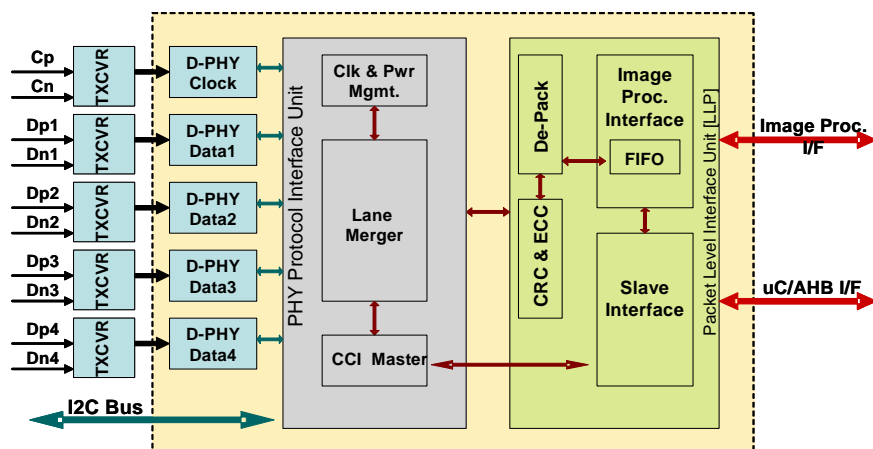 Cp
Cn
TXCVR
D-PHY
Clock
Dp1
Dn1
TXCVR
D-PHY
Data1
Dp2
Dn2
TXCVR
D-PHY
Data2
Dp3
Dn3
TXCVR
D-PHY
Data3
Dp4
Dn4
TXCVR
D-PHY
Data4
I2C Bus
PHY Protocol Interface Unit
Clk & Pwr
Mgmt.
Lane
Merger
CCI Master
De-Pack
CRC & ECC
Image
Proc.
Interface
FIFO
Slave
Interface
Packet Level Interface Unit [LLP]
Image Proc.
I/F
uC/AHB I/F